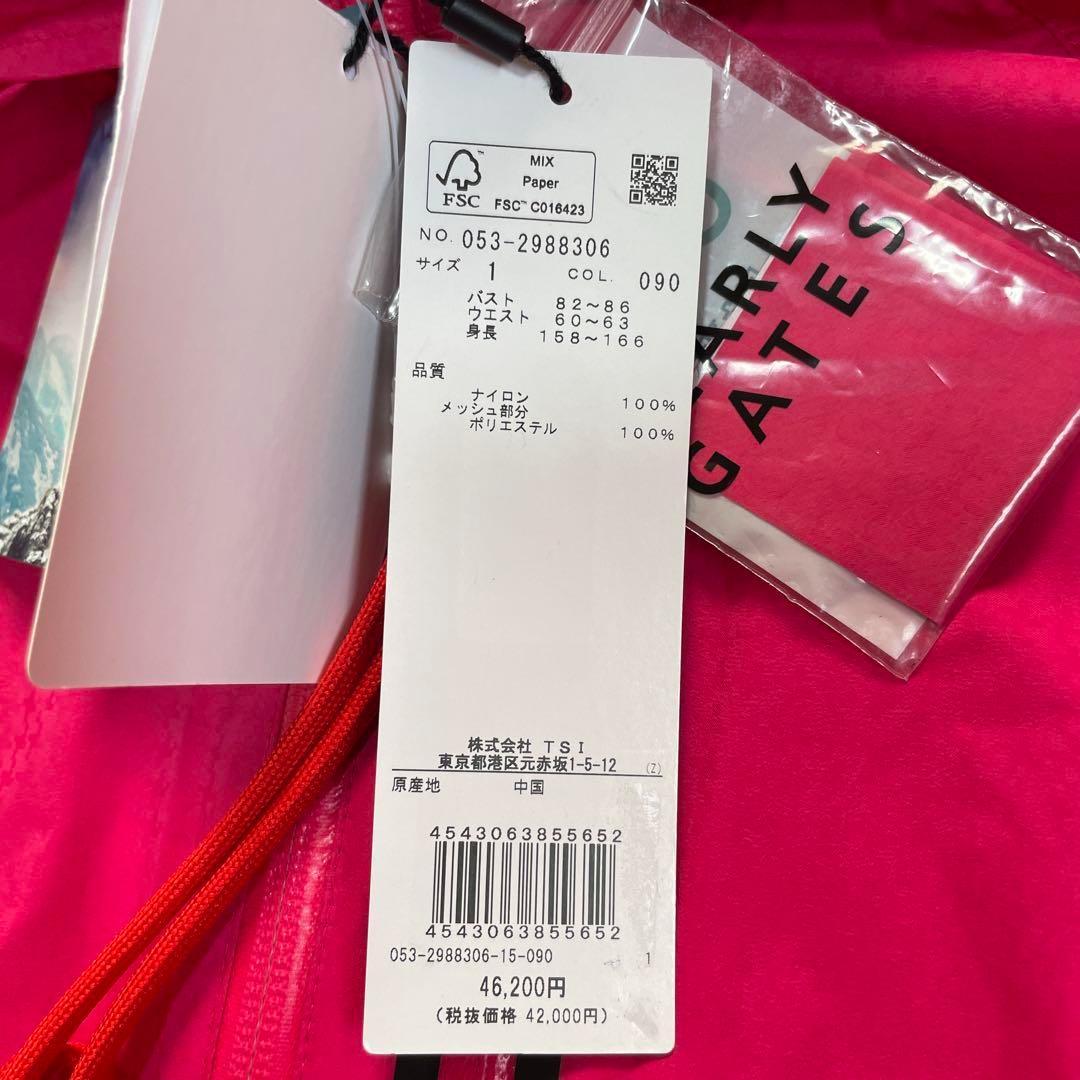 FSC
MIX
Paper
FSC™ C016423
NO. 053-2988306
サイズ 1 COL. 090
バスト 82〜86
ウエスト 60〜63
身長 158〜166
品質
ナイロン 100%
メッシュ部分
ポリエステル 100%
株式会社 TSI
東京都港区元赤坂1-5-12 (Z)
原産地 中国
4543063855652
4543063855652
053-2988306-15-090 1
46,200円
(税抜価格 42,000円)
EARLY
GATES